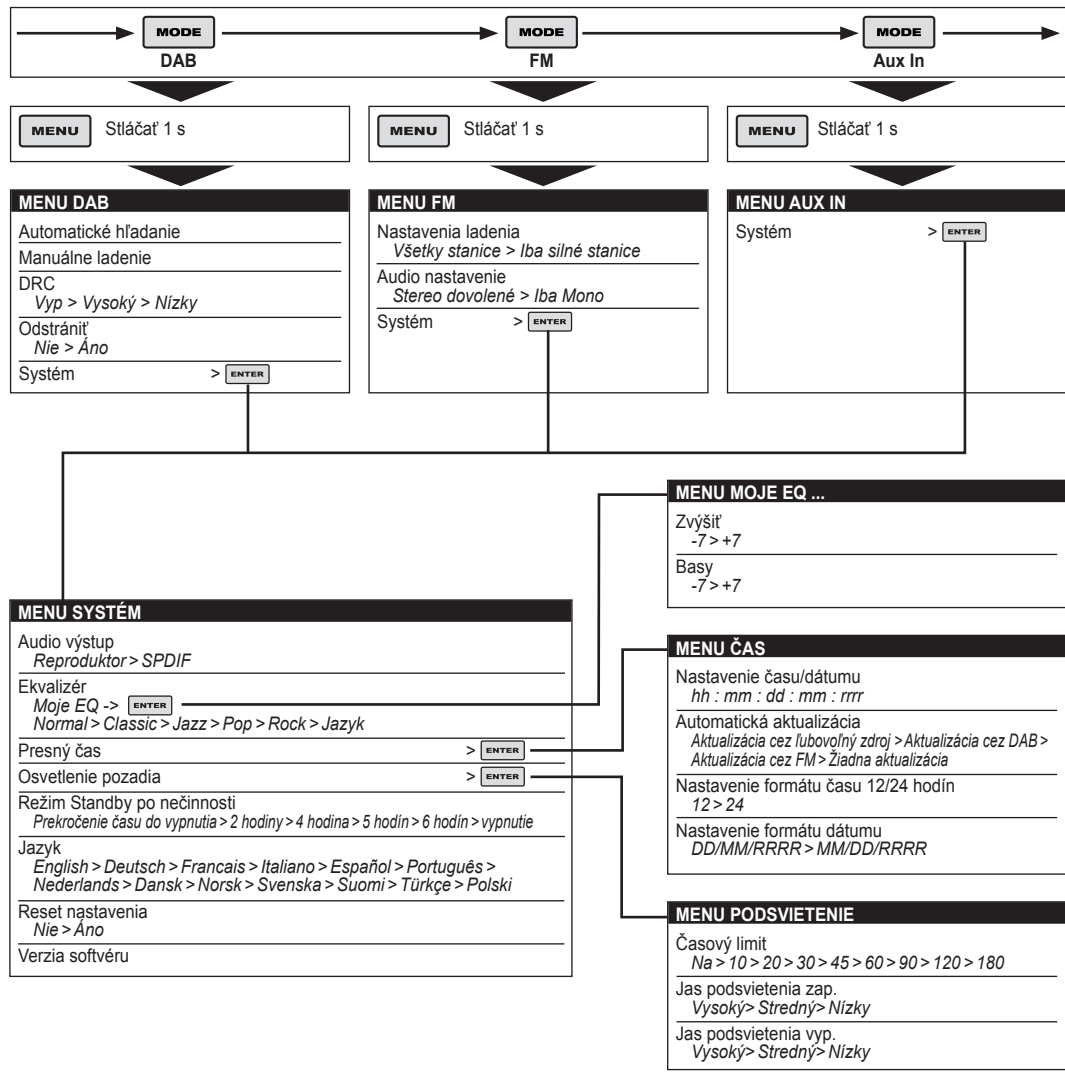 MODE
DAB
MODE
FM
MODE
Aux In
MENU Stláčať 1 s
MENU Stláčať 1 s
MENU Stláčať 1 s
MENU DAB
Automatické hľadanie
Manuálne ladenie
DRC
Vyp > Vysoký > Nízky
Odstrániť
Nie > Áno
Systém > ENTER
MENU FM
Nastavenia ladenia
Všetky stanice > Iba silné stanice
Audio nastavenie
Stereo dovolené > Iba Mono
Systém > ENTER
MENU AUX IN
Systém > ENTER
MENU SYSTÉM
Audio výstup
Reproduktor > SPDIF
Ekvalizér
Moje EQ -> ENTER
Normal > Classic > Jazz > Pop > Rock > Jazyk
Presný čas > ENTER
Osvetlenie pozadia > ENTER
Režim Standby po nečinnosti
Prekročenie času do vypnutia > 2 hodiny > 4 hodina > 5 hodín > 6 hodín > vypnutie
Jazyk
English > Deutsch > Francais > Italiano > Español > Português >
Nederlands > Dansk > Norsk > Svenska > Suomi > Türkçe > Polski
Reset nastavenia
Nie > Áno
Verzia softvéru
MENU MOJE EQ ...
Zvýšiť
-7 > +7
Basy
-7 > +7
MENU ČAS
Nastavenie času/dátumu
hh : mm : dd : mm : rrrr
Automatická aktualizácia
Aktualizácia cez ľubovoľný zdroj > Aktualizácia cez DAB >
Aktualizácia cez FM > Žiadna aktualizácia
Nastavenie formátu času 12/24 hodín
12 > 24
Nastavenie formátu dátumu
DD/MM/RRRR > MM/DD/RRRR
MENU PODSVIETENIE
Časový limit
Na > 10 > 20 > 30 > 45 > 60 > 90 > 120 > 180
Jas podsvietenia zap.
Vysoký> Stredný> Nízky
Jas podsvietenia vyp.
Vysoký> Stredný> Nízky